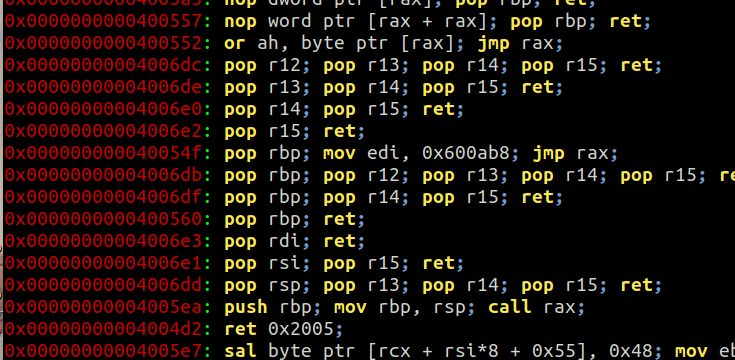 nop dword ptr [rax]; pop rbp; ret;
0x0000000000400557: nop word ptr [rax + rax]; pop rbp; ret;
0x0000000000400552: or ah, byte ptr [rax]; jmp rax;
0x00000000004006dc: pop r12; pop r13; pop r14; pop r15; ret;
0x00000000004006de: pop r13; pop r14; pop r15; ret;
0x00000000004006e0: pop r14; pop r15; ret;
0x00000000004006e2: pop r15; ret;
0x000000000040054f: pop rbp; mov edi, 0x600ab8; jmp rax;
0x00000000004006db: pop rbp; pop r12; pop r13; pop r14; pop r15; re
0x00000000004006df: pop rbp; pop r14; pop r15; ret;
0x0000000000400560: pop rbp; ret;
0x00000000004006e3: pop rdi; ret;
0x00000000004006e1: pop rsi; pop r15; ret;
0x00000000004006dd: pop rsp; pop r13; pop r14; pop r15; ret;
0x00000000004005ea: push rbp; mov rbp, rsp; call rax;
0x00000000004004d2: ret 0x2005;
0x00000000004005e7: sal byte ptr [rcx + rsi*8 + 0x55], 0x48; mov eb